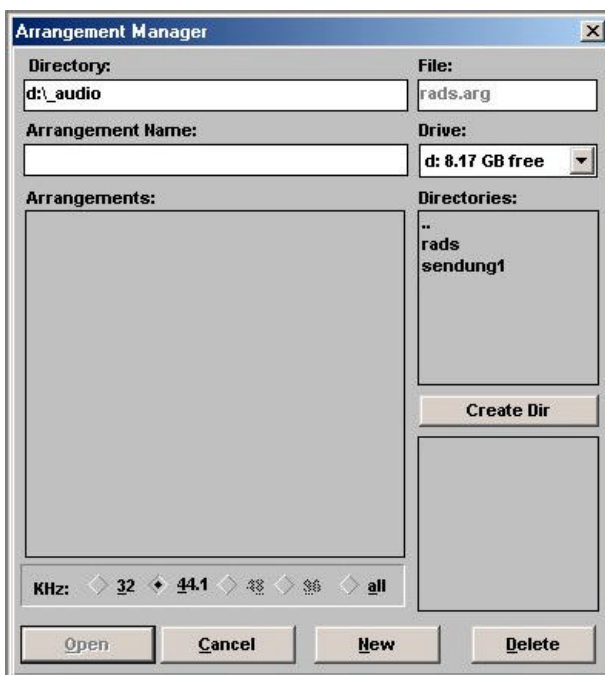 Arrangement Manager
Directory: File:
d:\_audio rads.arg
Arrangement Name: Drive:
d: 8.17 GB free
Arrangements: Directories:
..
rads
sendung1
Create Dir
KHz: 32 44.1 48 96 all
Open Cancel New Delete